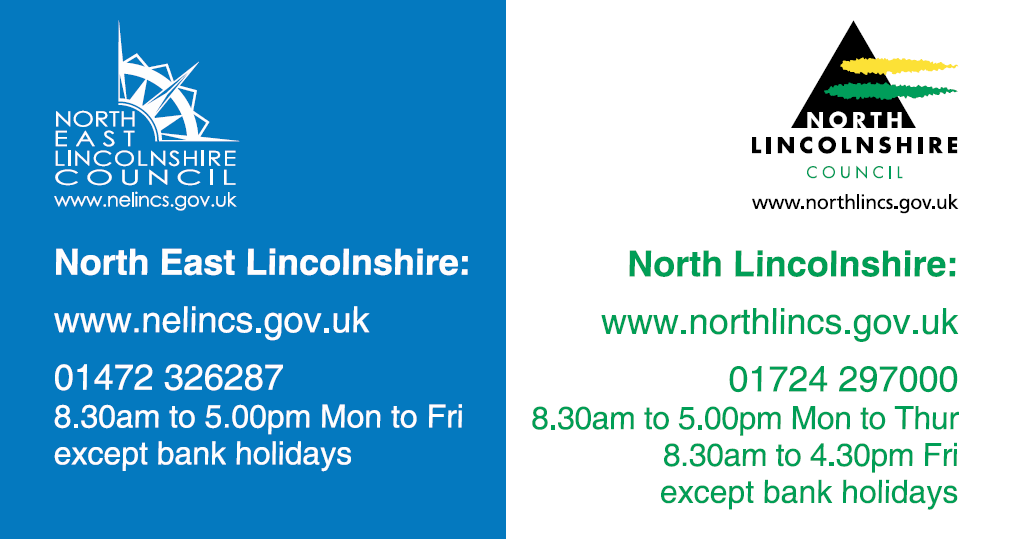 NORTH
EAST
LINCOLNSHIRE
COUNCIL
www.nelincs.gov.uk
North East Lincolnshire:
www.nelincs.gov.uk
01472 326287
8.30am to 5.00pm Mon to Fri
except bank holidays
NORTH
LINCOLNSHIRE
COUNCIL
www.northlincs.gov.uk
North Lincolnshire:
www.northlincs.gov.uk
01724 297000
8.30am to 5.00pm Mon to Thur
8.30am to 4.30pm Fri
except bank holidays